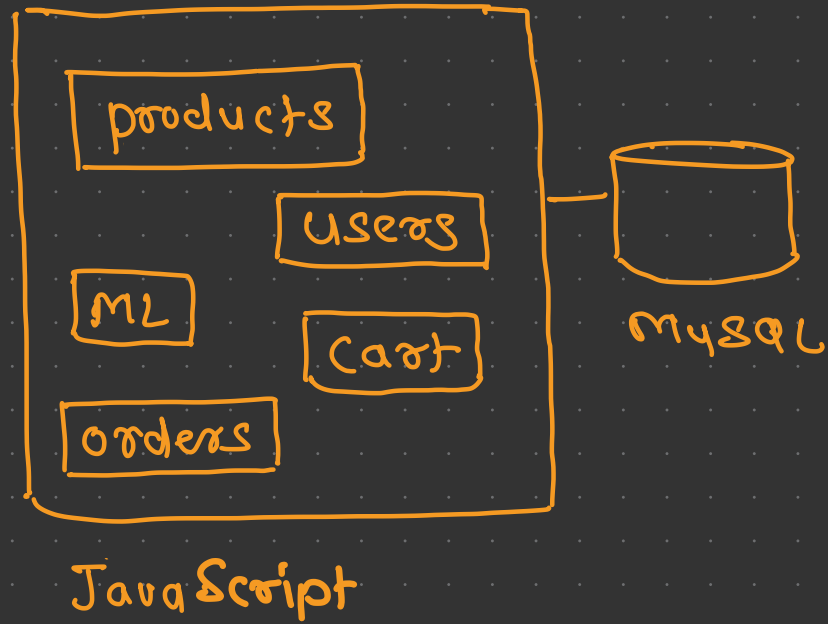 products
users
ML
Cart
orders
MySQL
JavaScript